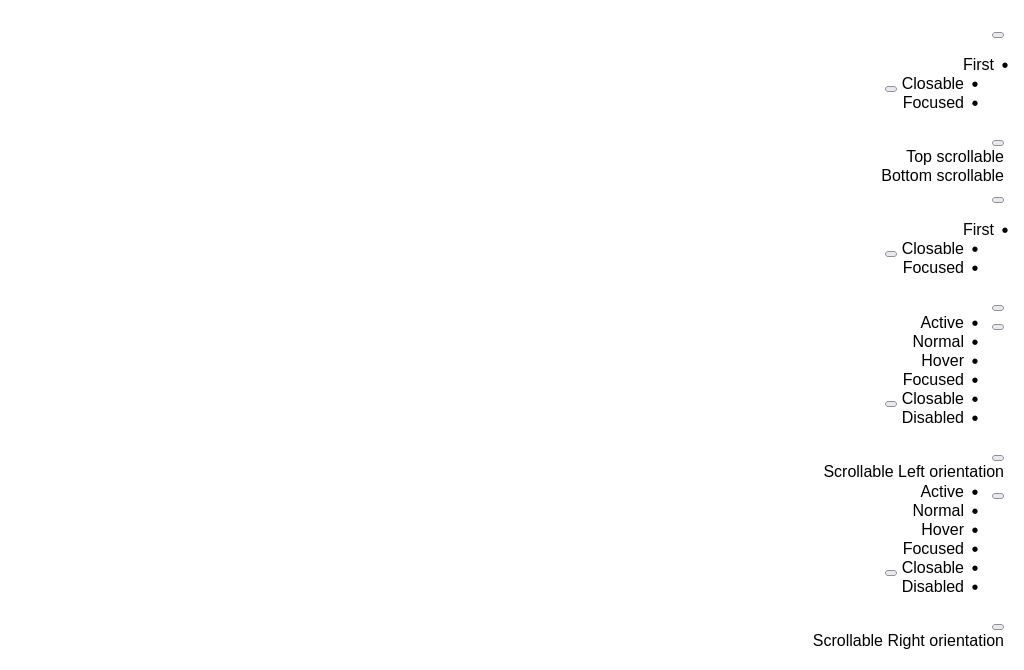 First
Closable
Focused
Top scrollable
Bottom scrollable
First
Closable
Focused
Active
Normal
Hover
Focused
Closable
Disabled
Scrollable Left orientation
Active
Normal
Hover
Focused
Closable
Disabled
Scrollable Right orientation